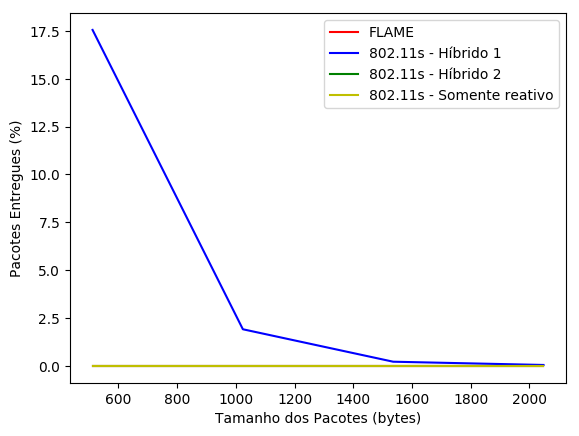 FLAME
802.11s - Híbrido 1
802.11s - Híbrido 2
802.11s - Somente reativo
Pacotes Entregues (%)
17.5
15.0
12.5
10.0
7.5
5.0
2.5
0.0
600 800 1000 1200 1400 1600 1800 2000
Tamanho dos Pacotes (bytes)